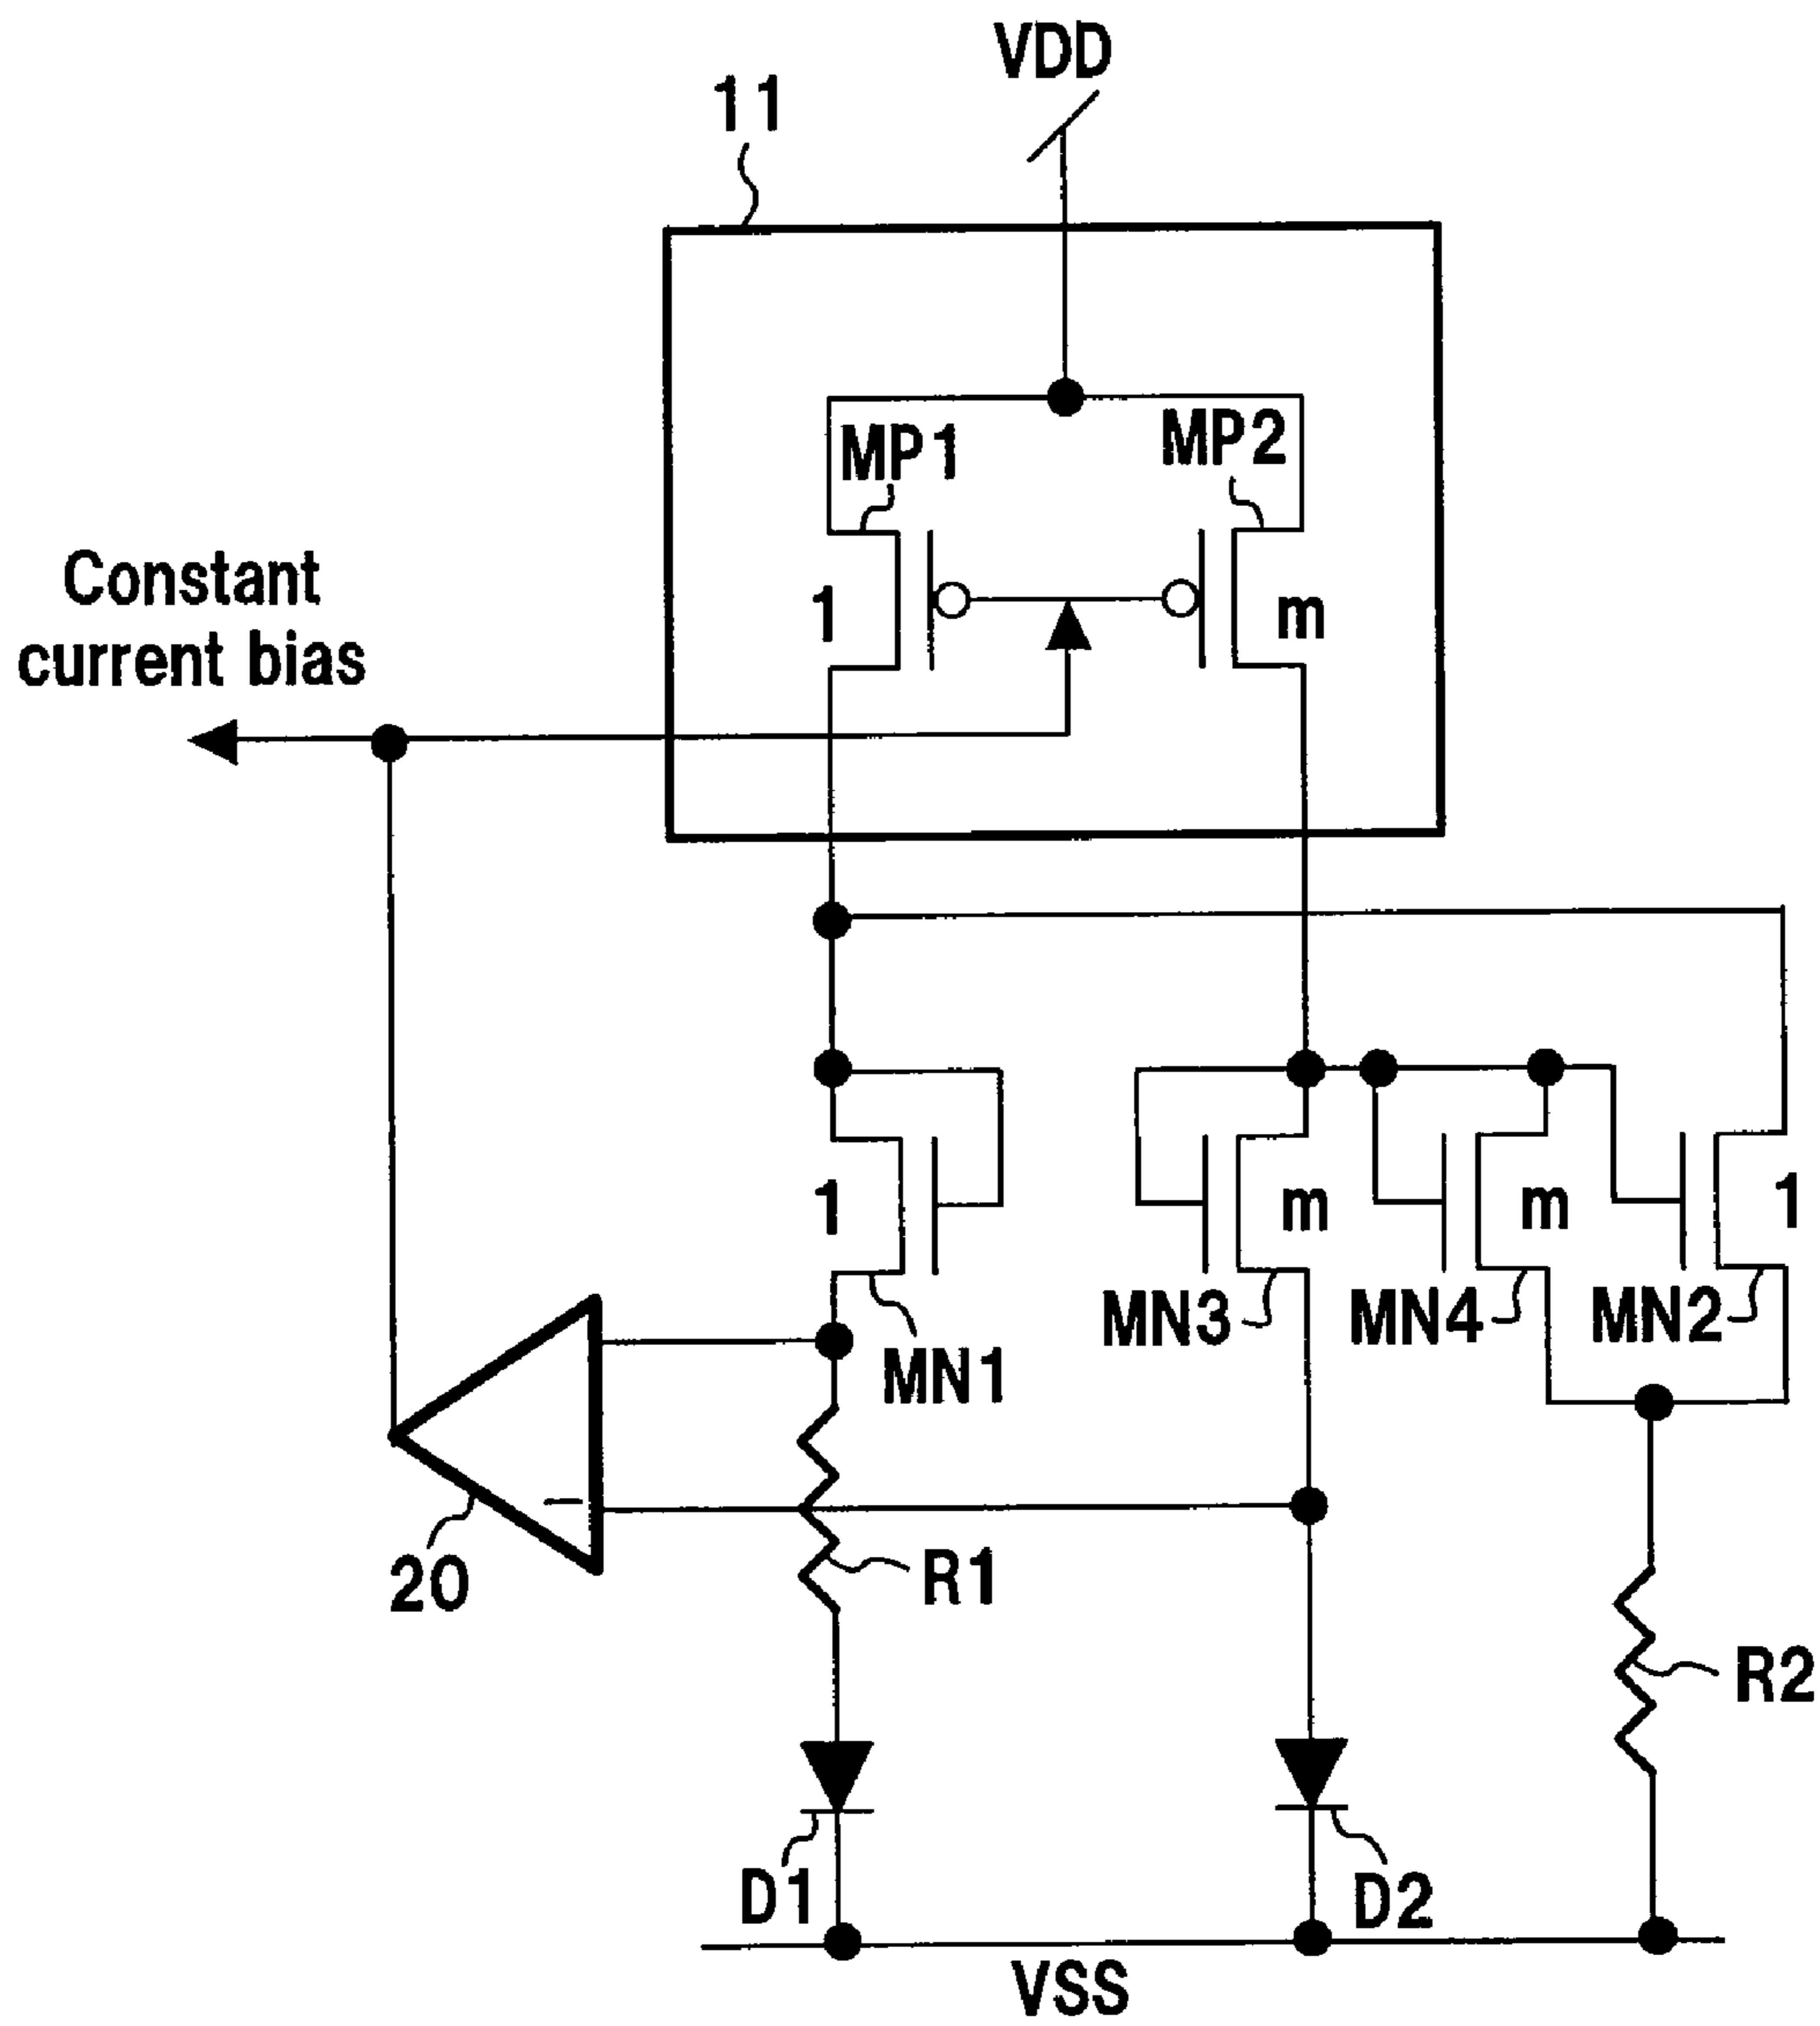 VDD
11
MP1
MP2
Constant
current bias
1
m
1
m
m
1
MN3
MN4
MN2
MN1
−
20
R1
R2
D1
D2
VSS